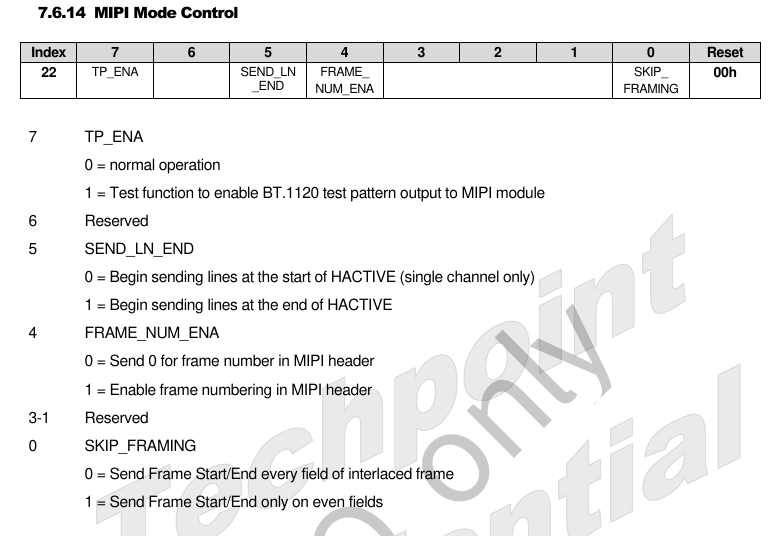 7.6.14 MIPI Mode Control
Index 7 6 5 4 3 2 1 0 Reset
22 TP_ENA SEND_LN FRAME_ SKIP_ 00h
_END NUM_ENA FRAMING
7 TP_ENA
0 = normal operation
1 = Test function to enable BT.1120 test pattern output to MIPI module
6 Reserved
5 SEND_LN_END
0 = Begin sending lines at the start of HACTIVE (single channel only)
1 = Begin sending lines at the end of HACTIVE
4 FRAME_NUM_ENA
0 = Send 0 for frame number in MIPI header
1 = Enable frame numbering in MIPI header
3-1 Reserved
0 SKIP_FRAMING
0 = Send Frame Start/End every field of interlaced frame
1 = Send Frame Start/End only on even fields
Techpoint
only